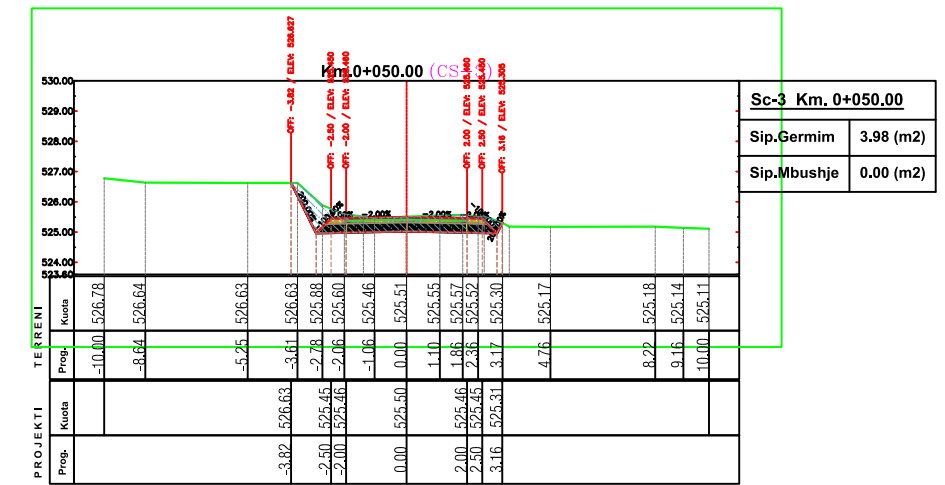 Km.0+050.00 (CS
OFF: -3.82 / ELEV: 526.627
OFF: -2.50 / ELEV: 525.450
OFF: -2.00 / ELEV: 525.460
OFF: 2.00 / ELEV: 525.460
OFF: 2.50 / ELEV: 525.450
OFF: 3.16 / ELEV: 525.305
530.00
529.00
528.00
527.00
526.00
525.00
524.00
523.60
200.00%
-2.00%
-2.00%
Sc-3 Km. 0+050.00
Sip.Germim 3.98 (m2)
Sip.Mbushje 0.00 (m2)
TERRENI
Kuota 526.78 526.64 526.63 526.63 525.88 525.60 525.46 525.51 525.55 525.57 525.52 525.30 525.17 525.18 525.14 525.11
Prog. -10.00 -8.64 -5.25 -3.61 -2.78 -2.06 -1.06 0.00 1.10 1.86 2.36 3.17 4.76 8.22 9.16 10.00
PROJEKTI
Kuota 526.63 525.45 525.46 525.50 525.46 525.45 525.31
Prog. -3.82 -2.50 -2.00 0.00 2.00 2.50 3.16